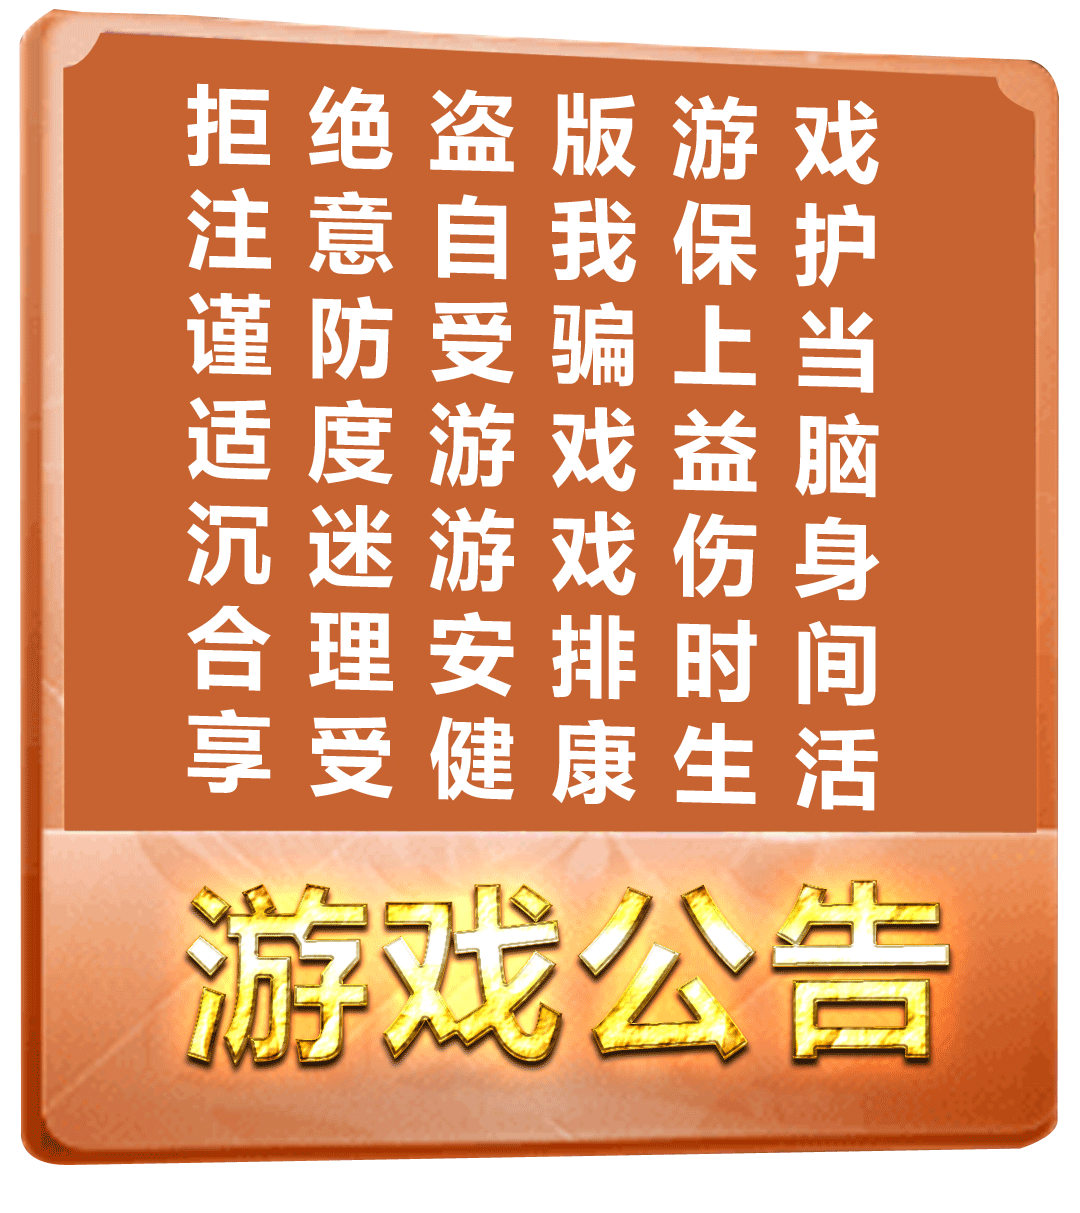 拒绝盗版游戏
注意自我保护
谨防受骗上当
适度游戏益脑
沉迷游戏伤身
合理安排时间
享受健康生活
游戏公告